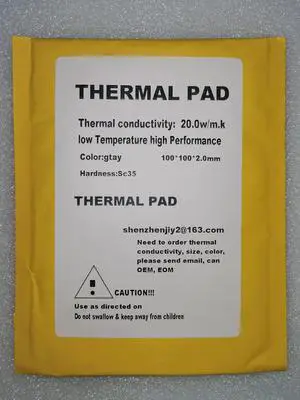 THERMAL PAD
Thermal conductivity: 20.0w/m.k
low Temperature high Performance
Color:gtay 100*100*2.0mm
Hardness:Sc35
THERMAL PAD
shenzhenjiy2@163.com
Need to order thermal
conductivity, size, color,
please send email, can
OEM, EOM
CAUTION!!!
Use as directed on
Do not swallow & keep away from children